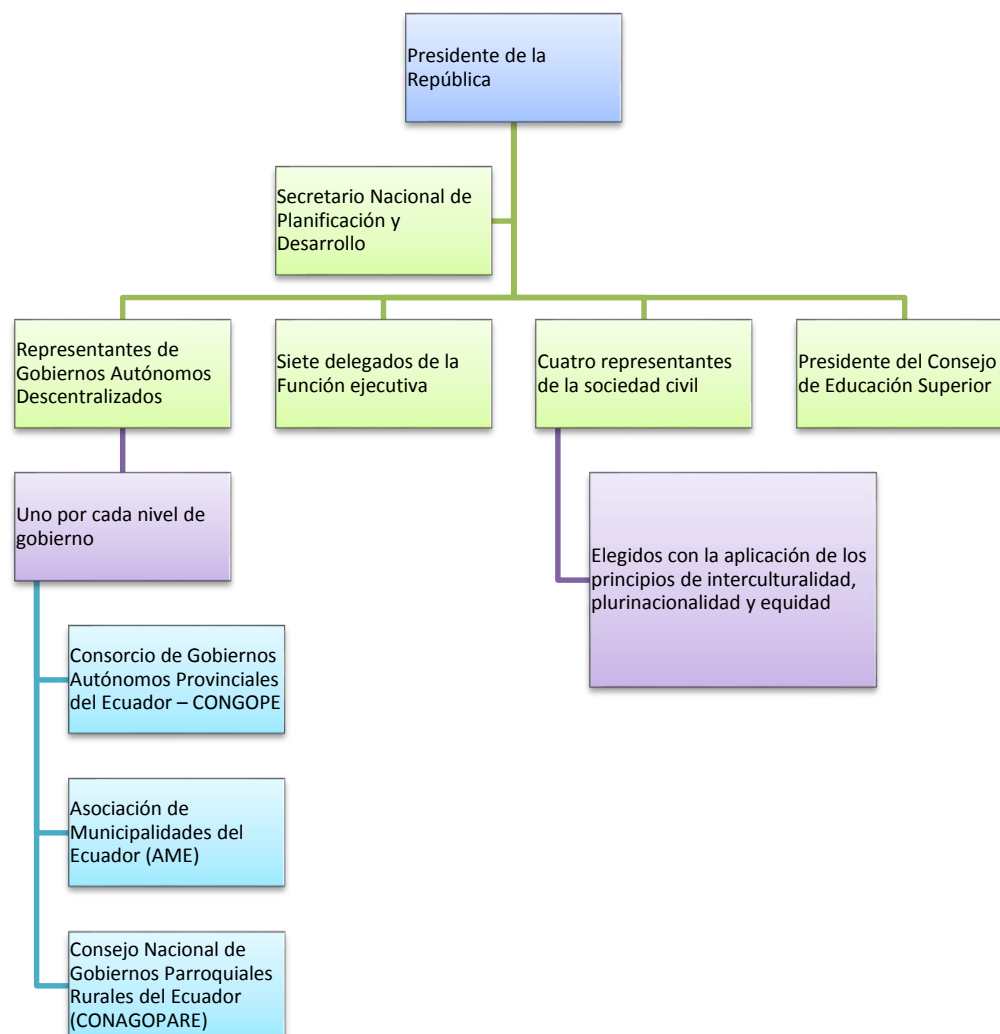 Presidente de la
República
Secretario Nacional de
Planificación y
Desarrollo
Representantes de
Gobiernos Autónomos
Descentralizados
Siete delegados de la
Función ejecutiva
Cuatro representantes
de la sociedad civil
Presidente del Consejo
de Educación Superior
Uno por cada nivel de
gobierno
Elegidos con la aplicación de los
principios de interculturalidad,
plurinacionalidad y equidad
Consorcio de Gobiernos
Autónomos Provinciales
del Ecuador – CONGOPE
Asociación de
Municipalidades del
Ecuador (AME)
Consejo Nacional de
Gobiernos Parroquiales
Rurales del Ecuador
(CONAGOPARE)